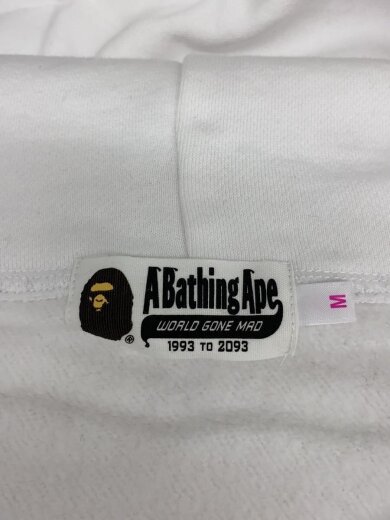 A Bathing Ape
WORLD GONE MAD
1993 TO 2093
®
M